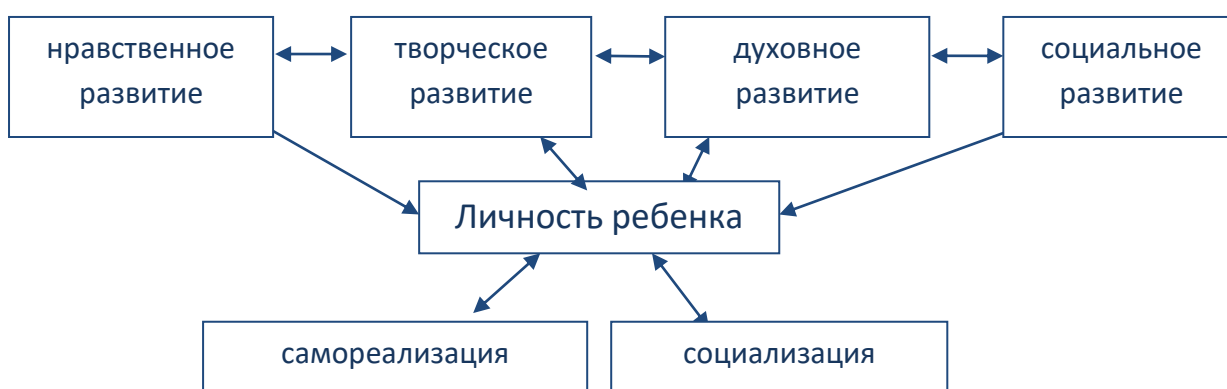 нравственное
развитие
творческое
развитие
духовное
развитие
социальное
развитие
Личность ребенка
самореализация
социализация